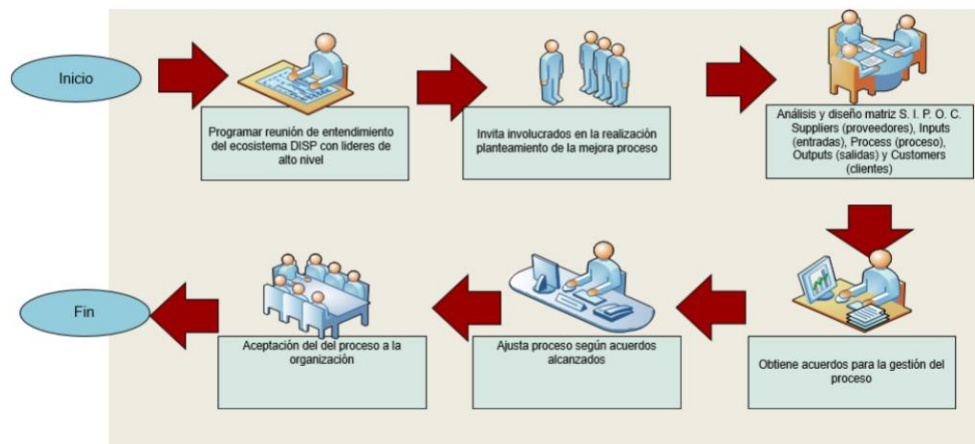 Inicio
Programar reunión de entendimiento
del ecosistema DISP con lideres de
alto nivel
Invita involucrados en la realización
planteamiento de la mejora proceso
Análisis y diseño matriz S. I. P. O. C.
Suppliers (proveedores), Inputs
(entradas), Process (proceso),
Outputs (salidas) y Customers
(clientes)
Obtiene acuerdos para la gestión del
proceso
Ajusta proceso según acuerdos
alcanzados
Aceptación del del proceso a la
organización
Fin